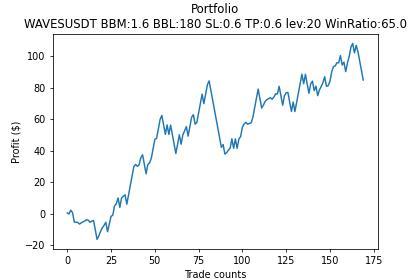 Portfolio
WAVESUSDT BBM:1.6 BBL:180 SL:0.6 TP:0.6 lev:20 WinRatio:65.0
100
80
60
40
20
0
−20
Profit ($)
0 25 50 75 100 125 150 175
Trade counts